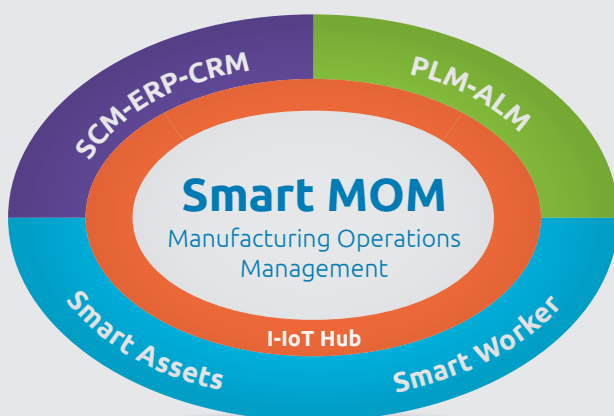 SCM-ERP-CRM
PLM-ALM
Smart MOM
Manufacturing Operations
Management
I-IoT Hub
Smart Assets
Smart Worker